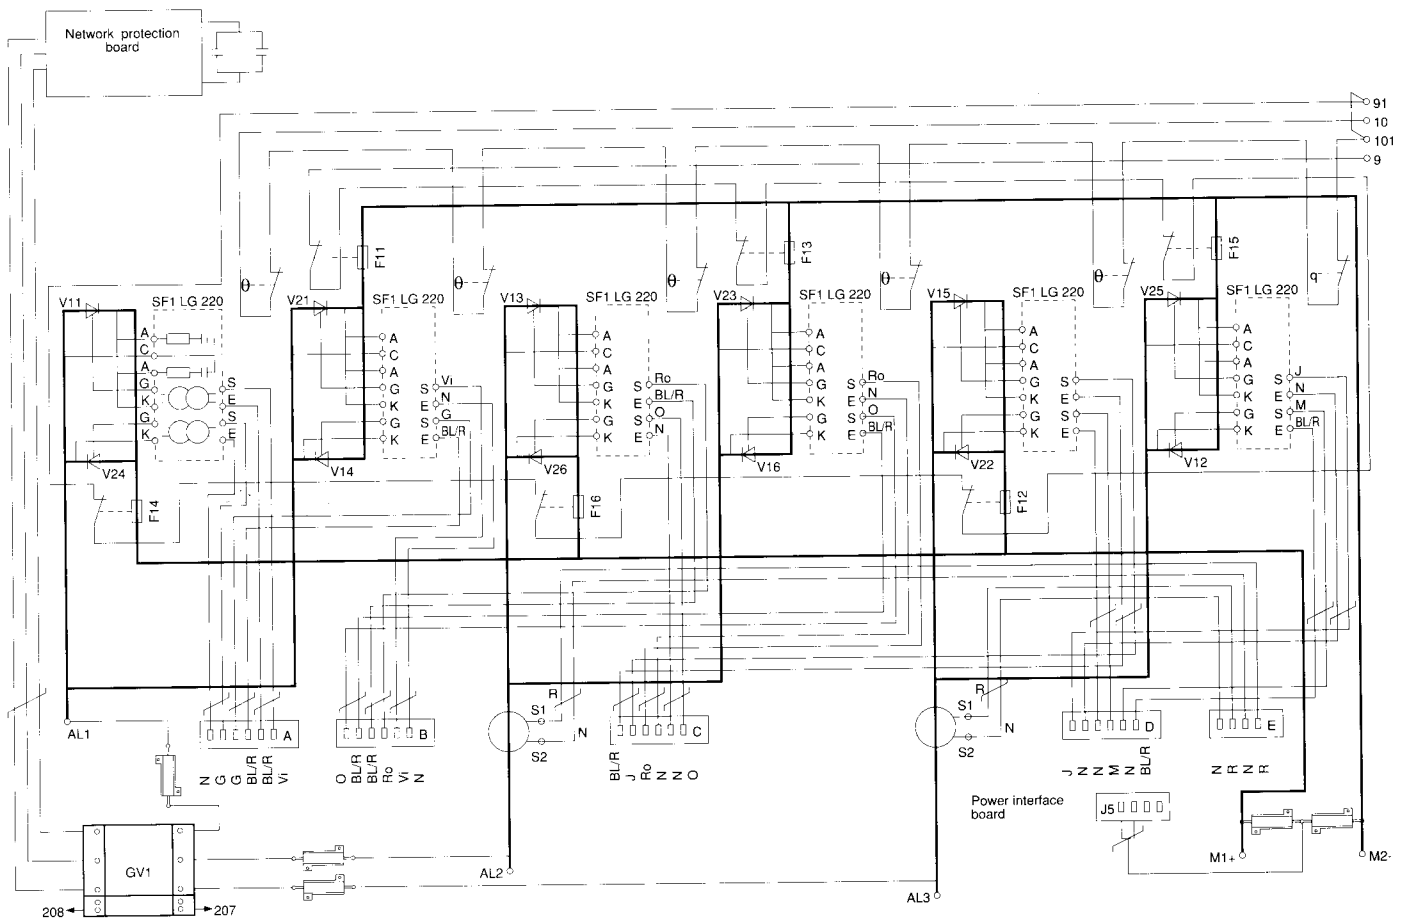 Network protection
board
91
10
101
9
F11
F13
F15
θ
θ
θ
θ
θ
q
V11
SF1 LG 220
V21
SF1 LG 220
V13
SF1 LG 220
V23
SF1 LG 220
V15
SF1 LG 220
V25
SF1 LG 220
A
C
A
G
K
G
K
S
E
S
E
V24
F14
A
C
A
G
K
G
K
S
E
S
E
Vi
N
G
BL/R
V14
A
C
A
G
K
G
K
S
E
S
E
Ro
BL/R
O
N
V26
F16
A
C
A
G
K
G
K
S
E
S
E
Ro
N
O
BL/R
V16
A
C
A
G
K
G
K
S
E
S
E
V22
F12
A
C
A
G
K
G
K
S
E
S
E
J
N
M
BL/R
V12
AL1
A
N
G
G
BL/R
BL/R
Vi
B
O
BL/R
BL/R
Ro
Vi
N
R
S1
S2
N
C
BL/R
J
Ro
N
N
O
R
S1
S2
N
D
J
N
N
M
N
BL/R
E
N
R
N
R
Power interface
board
J5
M1+
M2-
GV1
208
207
AL2
AL3